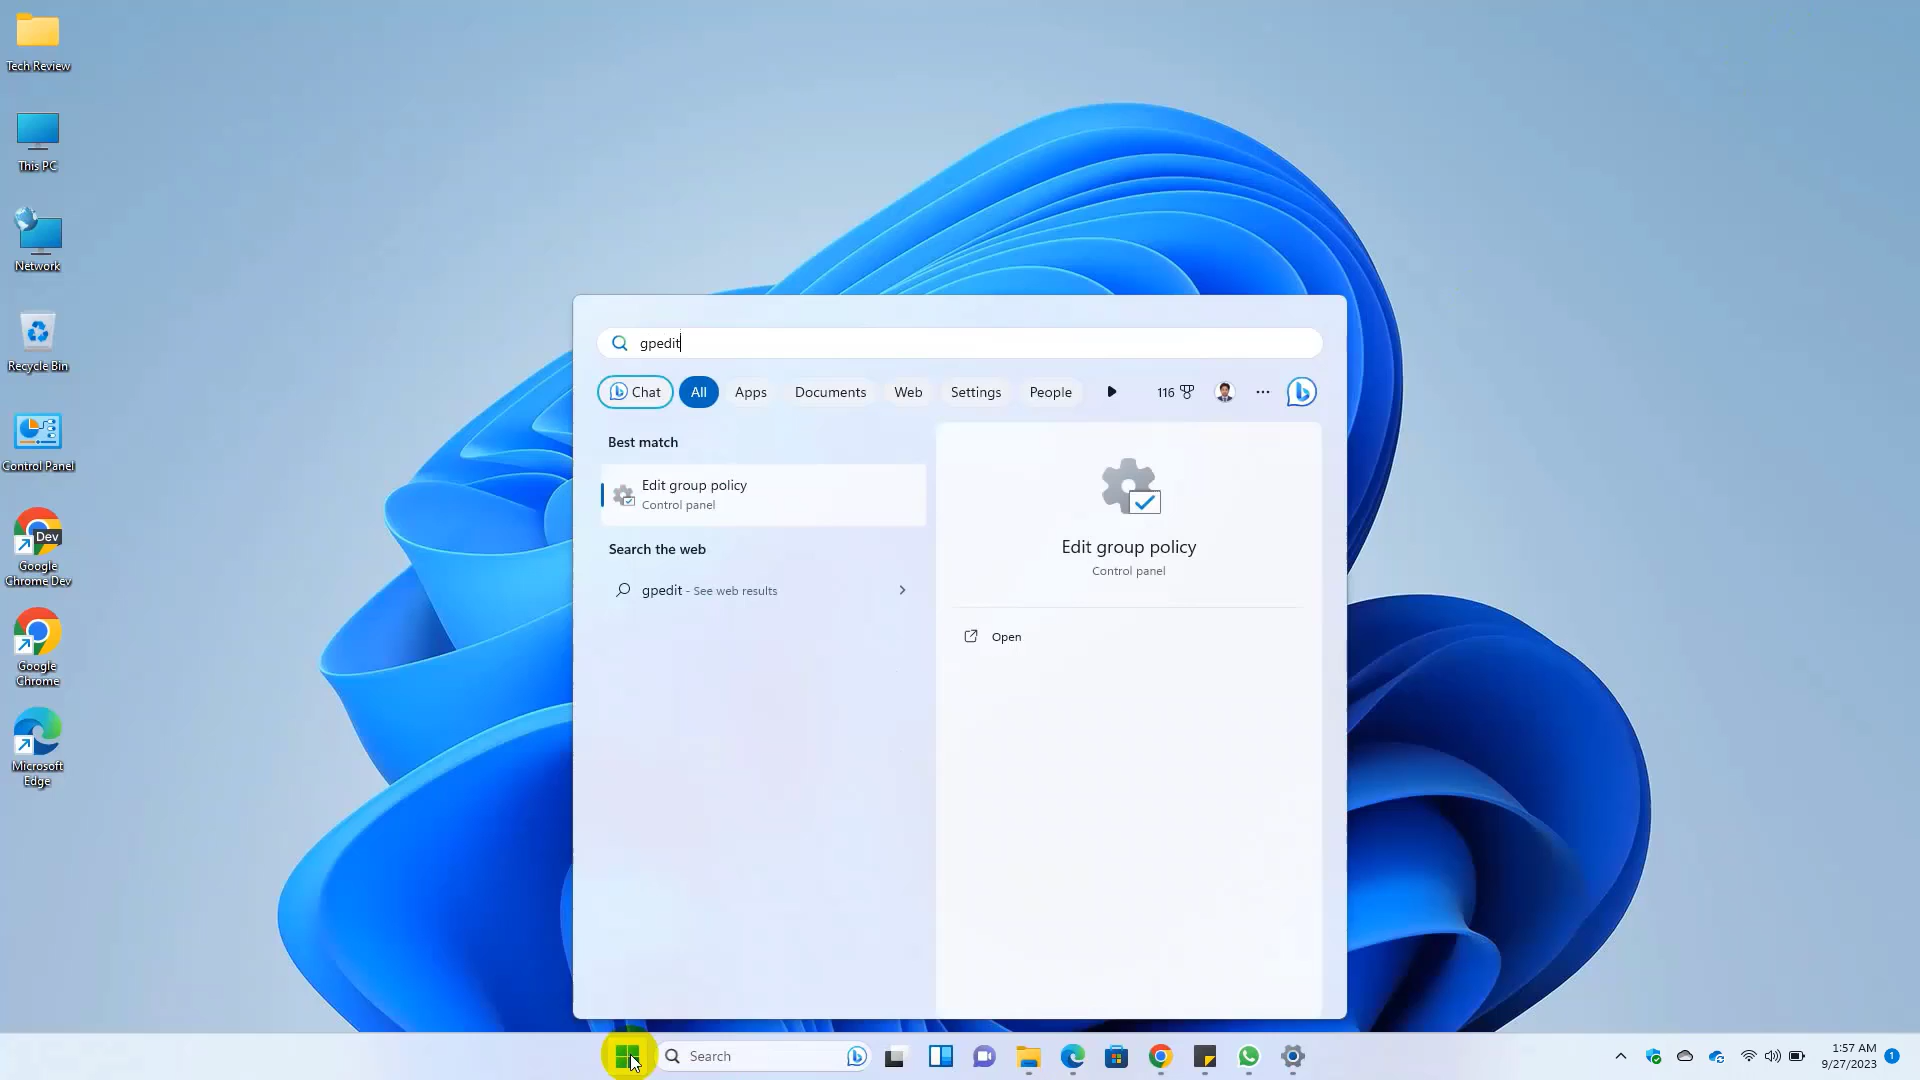 Tech Review
This PC
Network
Recycle Bin
Control Panel
Dev
Google
Chrome Dev
Google
Chrome
Microsoft
Edge
gpedit
Chat
All
Apps
Documents
Web
Settings
People
116
Best match
Edit group policy
Control panel
Search the web
gpedit - See web results
Edit group policy
Control panel
Open
Search
1:57 AM
9/27/2023
1